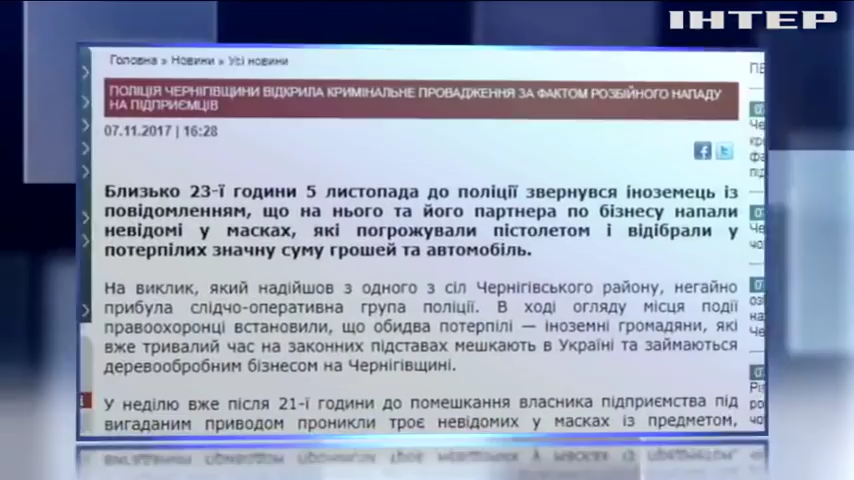 ІНТЕР
Головна » Новини » Усі новини
ПОЛІЦІЯ ЧЕРНІГІВЩИНИ ВІДКРИЛА КРИМІНАЛЬНЕ ПРОВАДЖЕННЯ ЗА ФАКТОМ РОЗБІЙНОГО НАПАДУ
НА ПІДПРИЄМЦІВ
07.11.2017 | 16:28
Близько 23-ї години 5 листопада до поліції звернувся іноземець із
повідомленням, що на нього та його партнера по бізнесу напали
невідомі у масках, які погрожували пістолетом і відібрали у
потерпілих значну суму грошей та автомобіль.
На виклик, який надійшов з одного з сіл Чернігівського району, негайно
прибула слідчо-оперативна група поліції. В ході огляду місця події
правоохоронці встановили, що обидва потерпілі — іноземні громадяни, які
вже тривалий час на законних підставах мешкають в Україні та займаються
деревообробним бізнесом на Чернігівщині.
У неділю вже після 21-ї години до помешкання власника підприємства під
вигаданим приводом проникли троє невідомих у масках із предметом,